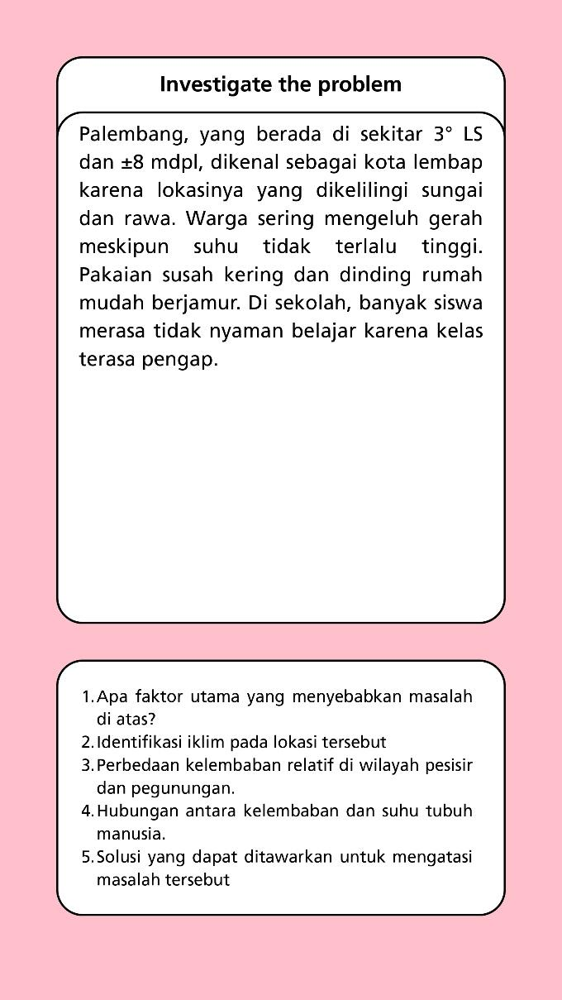 Investigate the problem
Palembang, yang berada di sekitar 3° LS
dan ±8 mdpl, dikenal sebagai kota lembap
karena lokasinya yang dikelilingi sungai
dan rawa. Warga sering mengeluh gerah
meskipun suhu tidak terlalu tinggi.
Pakaian susah kering dan dinding rumah
mudah berjamur. Di sekolah, banyak siswa
merasa tidak nyaman belajar karena kelas
terasa pengap.
1. Apa faktor utama yang menyebabkan masalah
di atas?
2. Identifikasi iklim pada lokasi tersebut
3. Perbedaan kelembaban relatif di wilayah pesisir
dan pegunungan.
4. Hubungan antara kelembaban dan suhu tubuh
manusia.
5. Solusi yang dapat ditawarkan untuk mengatasi
masalah tersebut